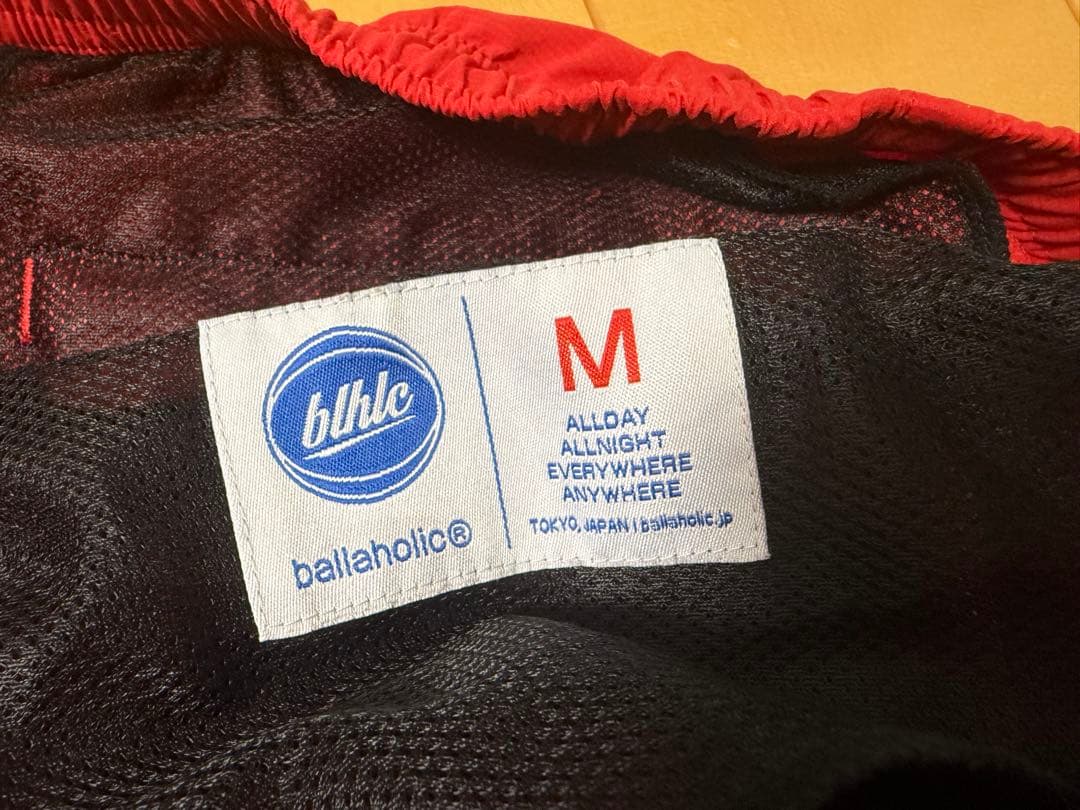 blhlc
ballaholic®
M
ALLDAY
ALLNIGHT
EVERYWHERE
ANYWHERE
TOKYO, JAPAN | ballaholic.jp